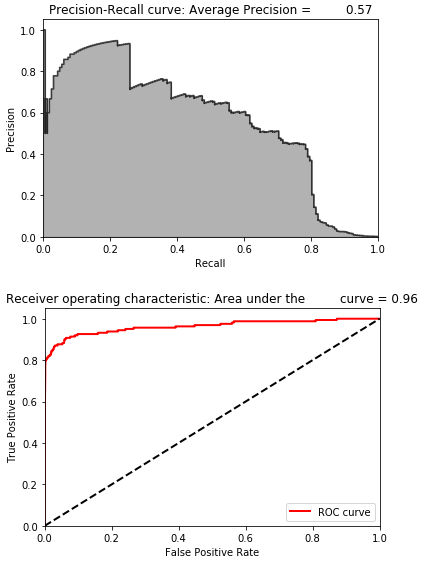 Precision-Recall curve: Average Precision = 0.57
1.0
0.8
0.6
0.4
0.2
0.0
Precision
0.0 0.2 0.4 0.6 0.8 1.0
Recall
Receiver operating characteristic: Area under the curve = 0.96
1.0
0.8
0.6
0.4
0.2
0.0
True Positive Rate
ROC curve
0.0 0.2 0.4 0.6 0.8 1.0
False Positive Rate